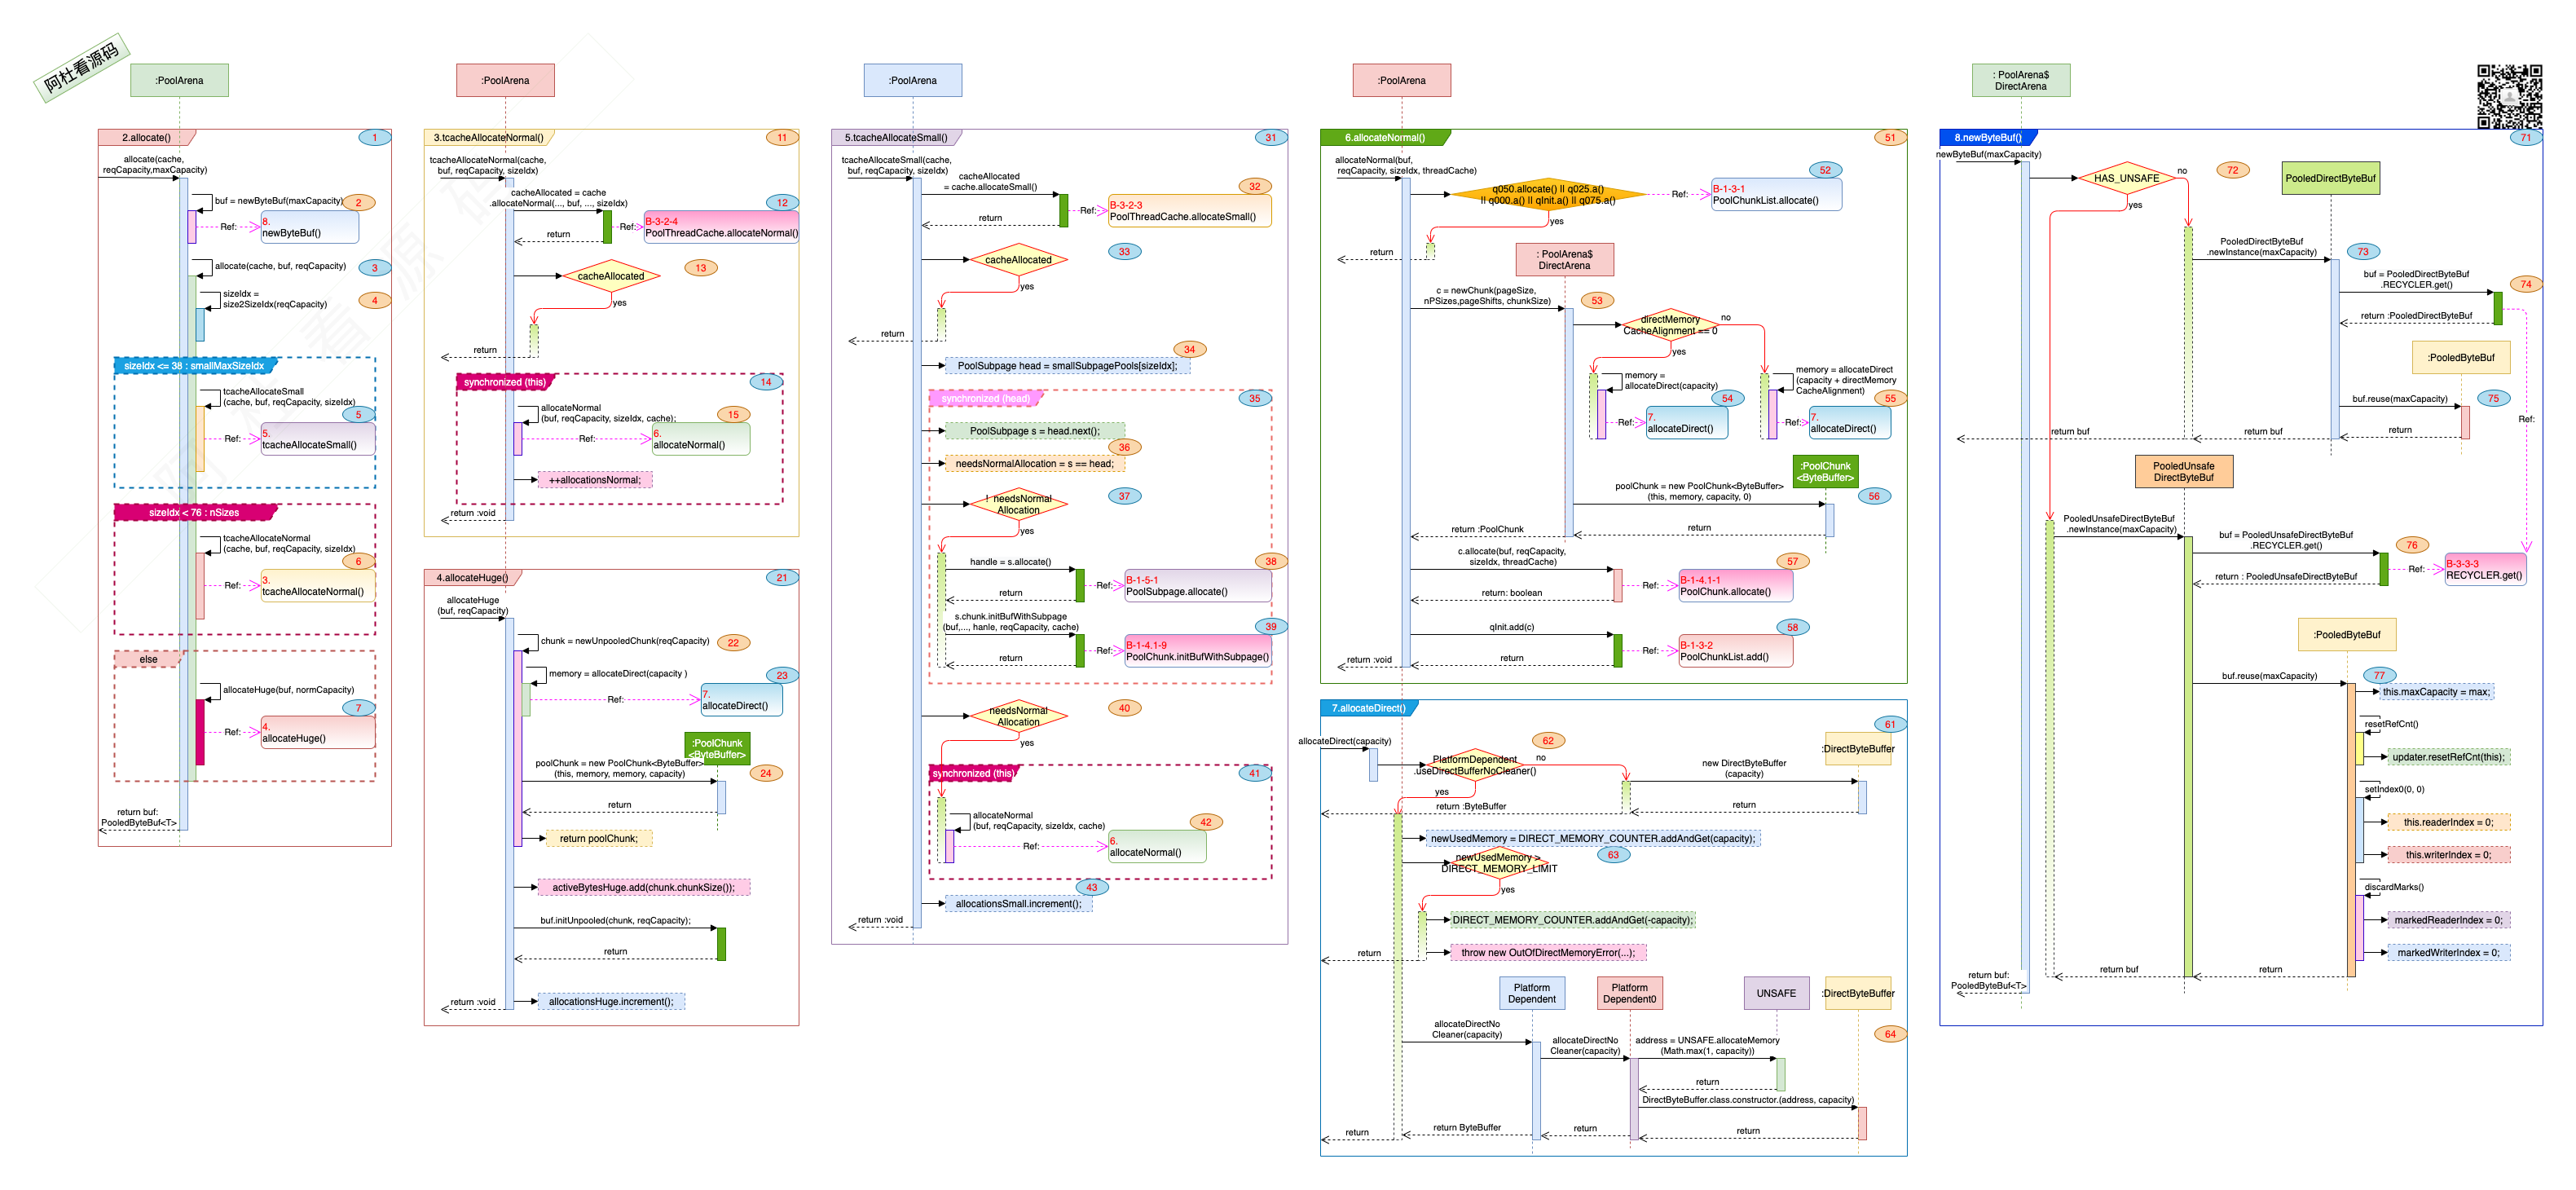 阿杜看源码
:PoolArena
2.allocate()
1
allocate(cache,
reqCapacity,maxCapacity)
buf = newByteBuf(maxCapacity)
2
Ref:
8.
newByteBuf()
allocate(cache, buf, reqCapacity)
3
sizeIdx =
size2SizeIdx(reqCapacity)
4
sizeIdx <= 38 : smallMaxSizeIdx
tcacheAllocateSmall
(cache, buf, reqCapacity, sizeIdx)
5
Ref:
5.
tcacheAllocateSmall()
sizeIdx < 76 : nSizes
tcacheAllocateNormal
(cache, buf, reqCapacity, sizeIdx)
6
Ref:
3.
tcacheAllocateNormal()
else
allocateHuge(buf, normCapacity)
7
Ref:
4.
allocateHuge()
return buf:
PooledByteBuf<T>
:PoolArena
3.tcacheAllocateNormal()
11
tcacheAllocateNormal(cache,
buf, reqCapacity, sizeIdx)
cacheAllocated = cache
.allocateNormal(..., buf, ..., sizeIdx)
12
Ref:
B-3-2-4
PoolThreadCache.allocateNormal()
return
cacheAllocated
13
yes
return
synchronized (this)
14
allocateNormal
(buf, reqCapacity, sizeIdx, cache);
15
Ref:
6.
allocateNormal()
++allocationsNormal;
return :void
4.allocateHuge()
21
allocateHuge
(buf, reqCapacity)
chunk = newUnpooledChunk(reqCapacity)
22
memory = allocateDirect(capacity )
23
Ref:
7.
allocateDirect()
:PoolChunk
<ByteBuffer>
poolChunk = new PoolChunk<ByteBuffer>
(this, memory, memory, capacity)
24
return
return poolChunk;
activeBytesHuge.add(chunk.chunkSize());
buf.initUnpooled(chunk, reqCapacity);
return
allocationsHuge.increment();
return :void
:PoolArena
5.tcacheAllocateSmall()
31
tcacheAllocateSmall(cache,
buf, reqCapacity, sizeIdx)
cacheAllocated
= cache.allocateSmall()
32
Ref:
B-3-2-3
PoolThreadCache.allocateSmall()
return
cacheAllocated
33
yes
return
34
PoolSubpage head = smallSubpagePools[sizeIdx];
synchronized (head)
35
PoolSubpage s = head.next();
36
needsNormalAllocation = s == head;
! needsNormal
Allocation
37
yes
handle = s.allocate()
38
Ref:
B-1-5-1
PoolSubpage.allocate()
return
s.chunk.initBufWithSubpage
(buf,..., hanle, reqCapacity, cache)
39
Ref:
B-1-4.1-9
PoolChunk.initBufWithSubpage()
return
needsNormal
Allocation
40
yes
synchronized (this)
41
allocateNormal
(buf, reqCapacity, sizeIdx, cache)
42
Ref:
6.
allocateNormal()
43
allocationsSmall.increment();
return :void
:PoolArena
6.allocateNormal()
51
allocateNormal(buf,
reqCapacity, sizeIdx, threadCache)
q050.allocate() II q025.a()
II q000.a() II qInit.a() II q075.a()
52
Ref:
B-1-3-1
PoolChunkList.allocate()
yes
return
: PoolArena$
DirectArena
c = newChunk(pageSize,
nPSizes,pageShifts, chunkSize)
53
directMemory
CacheAlignment == 0
no
yes
memory =
allocateDirect(capacity)
54
Ref:
7.
allocateDirect()
memory = allocateDirect
(capacity + directMemory
CacheAlignment)
55
Ref:
7.
allocateDirect()
:PoolChunk
<ByteBuffer>
poolChunk = new PoolChunk<ByteBuffer>
(this, memory, capacity, 0)
56
return
return :PoolChunk
c.allocate(buf, reqCapacity,
sizeIdx, threadCache)
57
Ref:
B-1-4.1-1
PoolChunk.allocate()
return: boolean
qInit.add(c)
58
Ref:
B-1-3-2
PoolChunkList.add()
return
return :void
7.allocateDirect()
61
allocateDirect(capacity)
PlatformDependent
.useDirectBufferNoCleaner()
62
no
yes
:DirectByteBuffer
new DirectByteBuffer
(capacity)
return
return :ByteBuffer
newUsedMemory = DIRECT_MEMORY_COUNTER.addAndGet(capacity);
newUsedMemory >
DIRECT_MEMORY_LIMIT
63
yes
DIRECT_MEMORY_COUNTER.addAndGet(-capacity);
throw new OutOfDirectMemoryError(...);
return
Platform
Dependent
Platform
Dependent0
UNSAFE
:DirectByteBuffer
64
allocateDirectNo
Cleaner(capacity)
allocateDirectNo
Cleaner(capacity)
address = UNSAFE.allocateMemory
(Math.max(1, capacity))
return
DirectByteBuffer.class.constructor.(address, capacity)
return
return
return ByteBuffer
return
: PoolArena$
DirectArena
8.newByteBuf()
71
newByteBuf(maxCapacity)
HAS_UNSAFE
no
72
yes
PooledDirectByteBuf
PooledDirectByteBuf
.newInstance(maxCapacity)
73
buf = PooledDirectByteBuf
.RECYCLER.get()
74
return :PooledDirectByteBuf
:PooledByteBuf
buf.reuse(maxCapacity)
75
Ref:
return
return buf
return buf
PooledUnsafe
DirectByteBuf
PooledUnsafeDirectByteBuf
.newInstance(maxCapacity)
buf = PooledUnsafeDirectByteBuf
.RECYCLER.get()
76
Ref:
B-3-3-3
RECYCLER.get()
return : PooledUnsafeDirectByteBuf
:PooledByteBuf
buf.reuse(maxCapacity)
77
this.maxCapacity = max;
resetRefCnt()
updater.resetRefCnt(this);
setIndex0(0, 0)
this.readerIndex = 0;
this.writerIndex = 0;
discardMarks()
markedReaderIndex = 0;
markedWriterIndex = 0;
return
return buf
return buf:
PooledByteBuf<T>
阿杜看源码